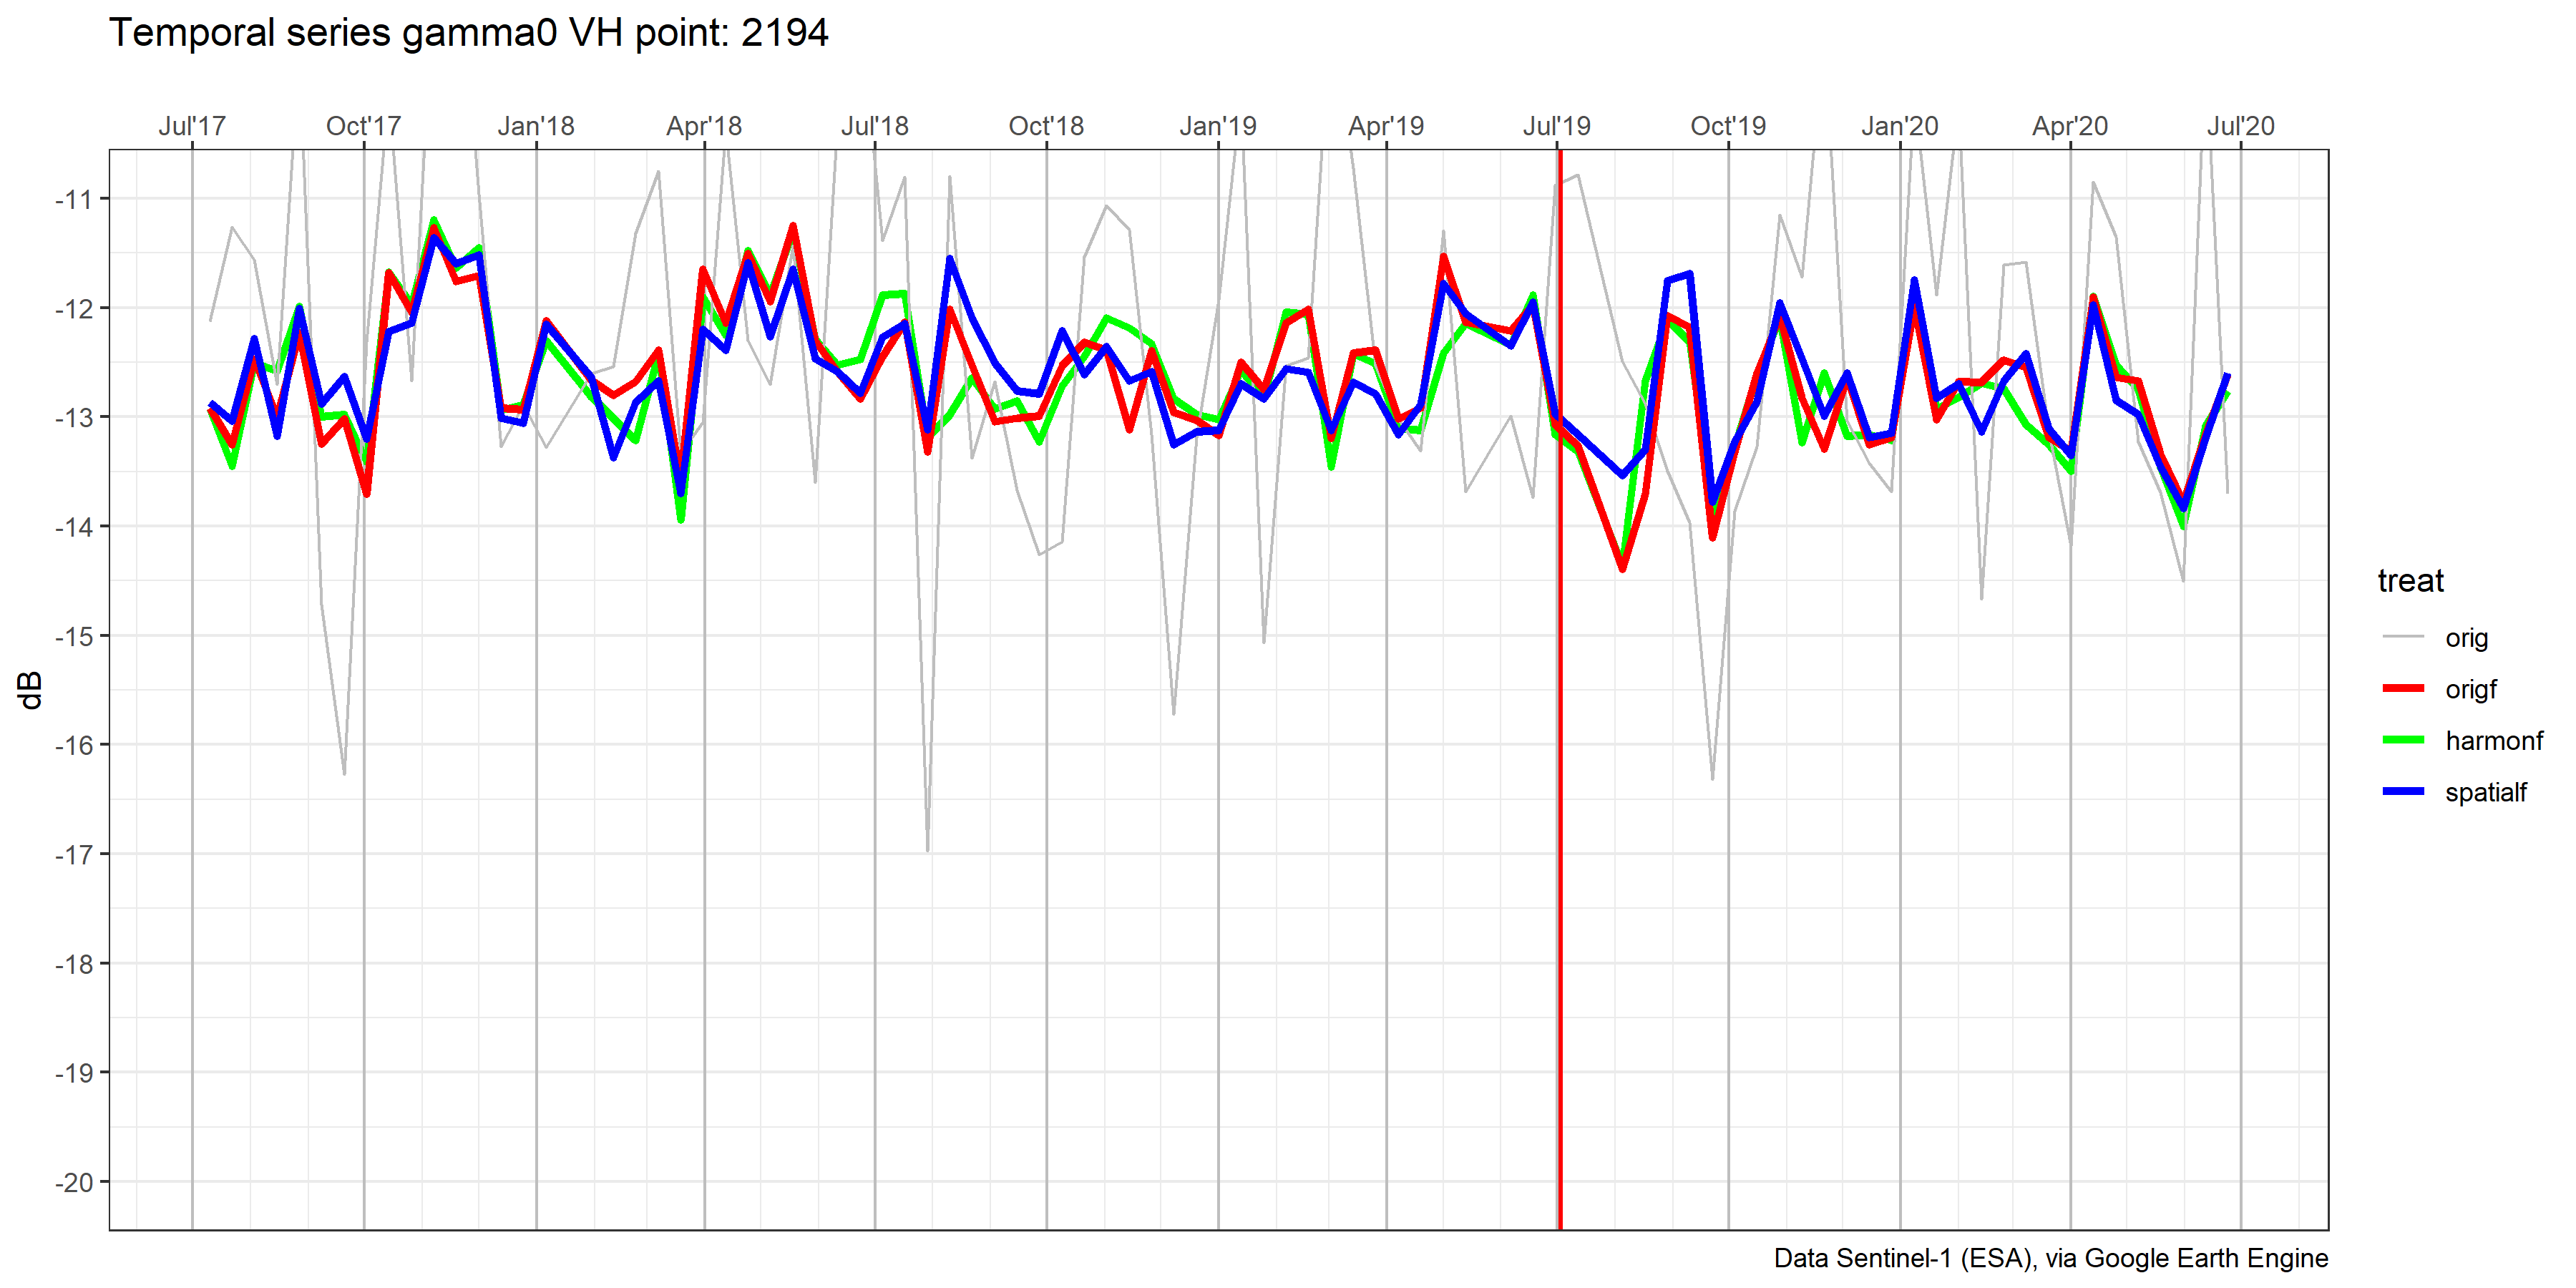 Temporal series gamma0 VH point: 2194
Jul'17 Oct'17 Jan'18 Apr'18 Jul'18 Oct'18 Jan'19 Apr'19 Jul'19 Oct'19 Jan'20 Apr'20 Jul'20
-11
-12
-13
-14
-15
-16
-17
-18
-19
-20
dB
treat
orig
origf
harmonf
spatialf
Data Sentinel-1 (ESA), via Google Earth Engine